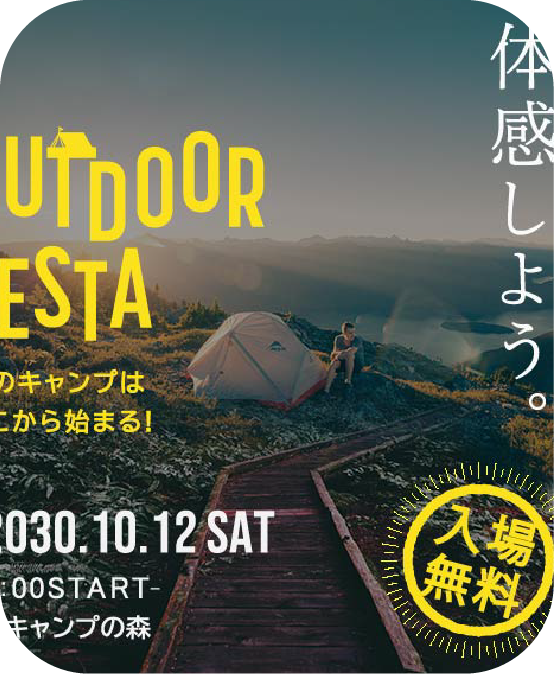 体感しよう。
UTDOOR
ESTA
のキャンプは
こから始まる!
2030.10.12 SAT
:00START-
キャンプの森
入場
無料